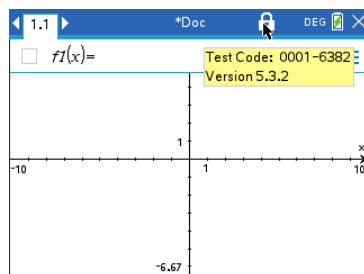 1.1 *Doc DEG
f1(x)=
Test Code: 0001-6382
Version 5.3.2
1
x
-10 1 10
-6.67